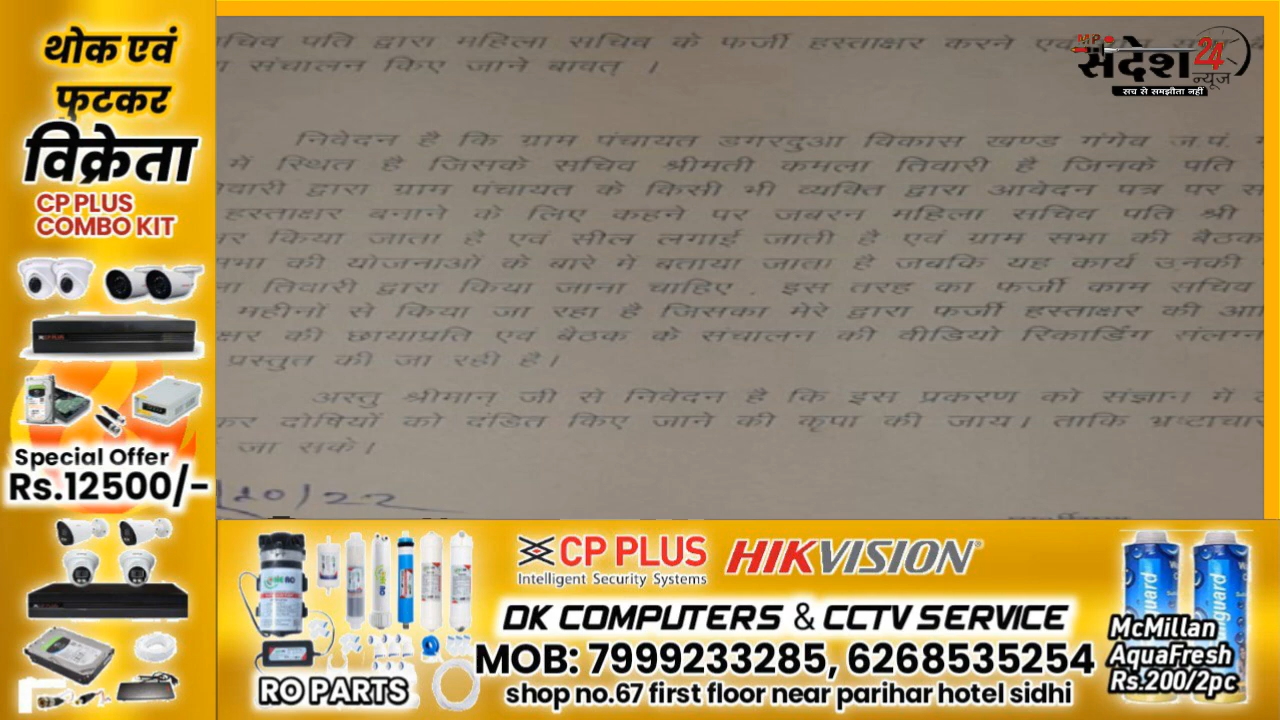 थोक एवं
फुटकर
विक्रेता
CP PLUS
COMBO KIT
CP PLUS
Special Offer
Rs.12500/-
पति द्वारा महिला सचिव के फर्जी हस्ताक्षर करने
संचालन किए जाने बावत् ।
MP
संदेश 24
न्यूज
सच से समझौता नहीं
निवेदन है कि ग्राम पंचायत डगरदुआ विकास खण्ड गंगेव ज.पं.
में स्थित है जिसके सचिव श्रीमती कमला तिवारी है जिनके पति
द्वारा ग्राम पंचायत के किसी भी व्यक्ति द्वारा आवेदन पत्र पर
हस्ताक्षर बनाने के लिए कहने पर जबरन महिला सचिव पति श्री
किया जाता है एवं सील लगाई जाती है एवं ग्राम सभा की बैठक
की योजनाओं के बारे में बताया जाता है जबकि यह कार्य उनकी
तिवारी द्वारा किया जाना चाहिए . इस तरह का फर्जी काम सचिव
महीनों से किया जा रहा है जिसका मेरे द्वारा फर्जी हस्ताक्षर की
की छायाप्रति एवं बैठक के संचालन की वीडियो रिकार्डिंग
प्रस्तुत की जा रही है।
अस्तु श्रीमान् जी से निवेदन है कि इस प्रकरण को संज्ञान में
दोषियों को दंडित किए जाने की कृपा की जाय। ताकि
जा सके।
10/22
CP PLUS HIKVISION
Intelligent Security Systems
DK COMPUTERS & CCTV SERVICE
MOB: 7999233285, 6268535254
shop no.67 first floor near parihar hotel sidhi
RO PARTS
McMillan
AquaFresh
Rs.200/2pc